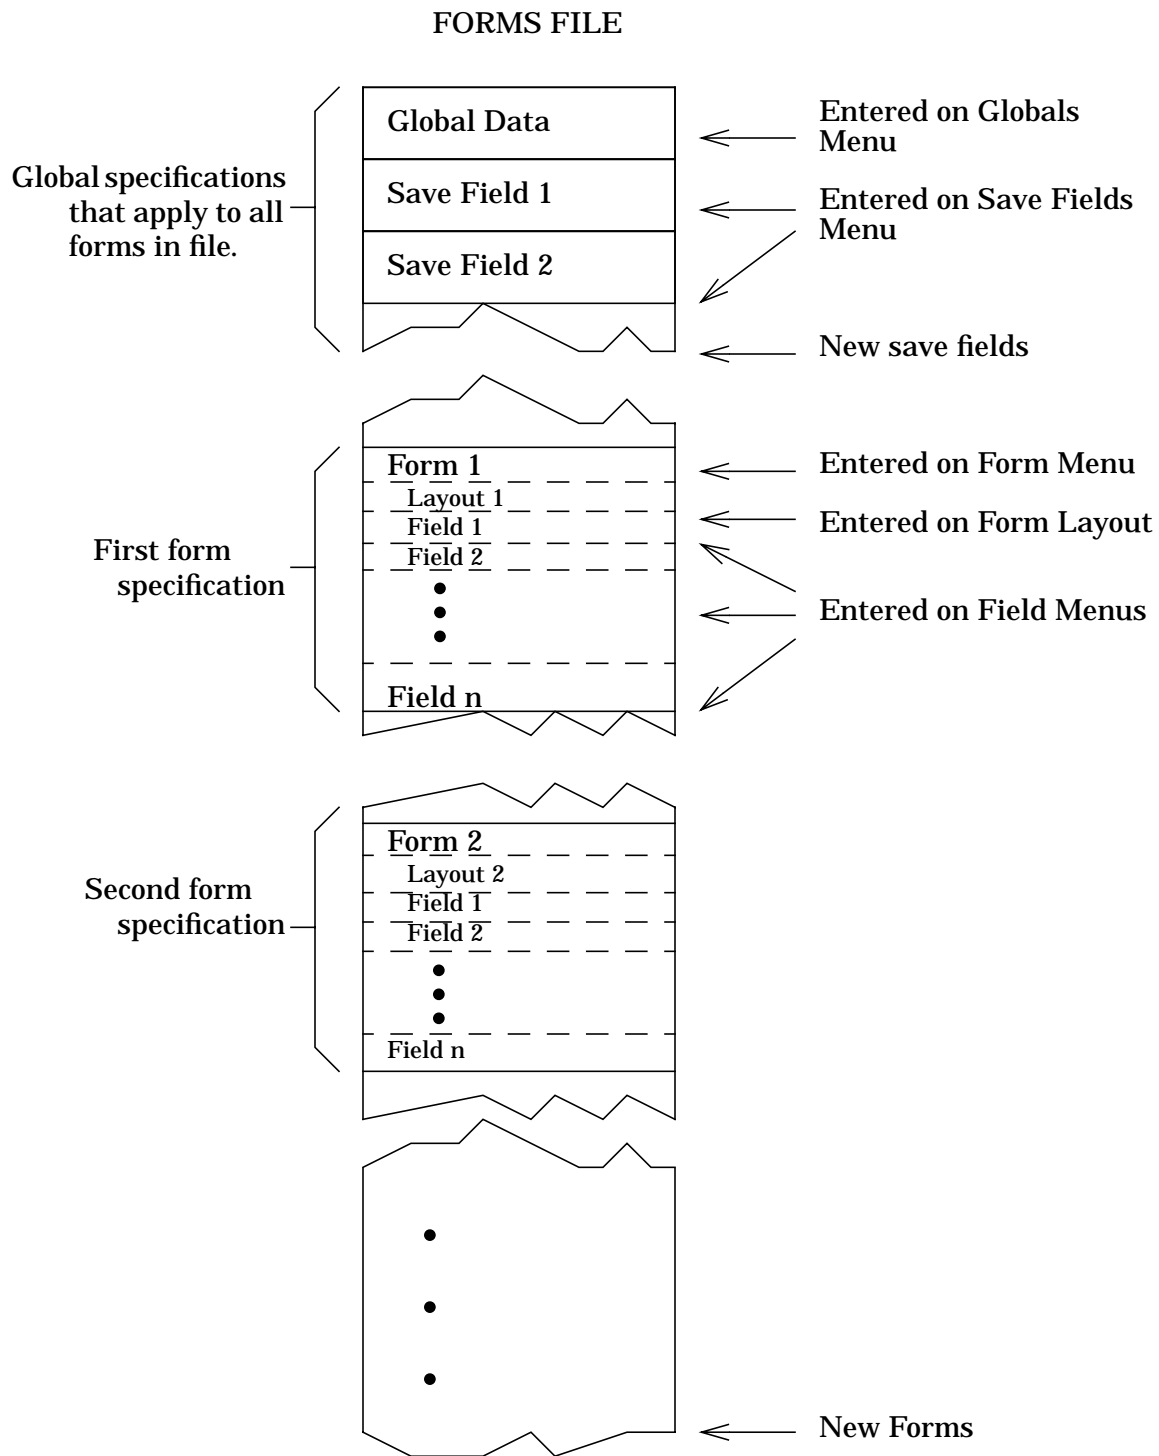 FORMS FILE
Global Data
Entered on Globals
Menu
Global specifications
that apply to all
forms in file.
Save Field 1
Entered on Save Fields
Menu
Save Field 2
New save fields
Form 1
Entered on Form Menu
Layout 1
Field 1
Entered on Form Layout
First form
specification
Field 2
Entered on Field Menus
Field n
Form 2
Second form
specification
Layout 2
Field 1
Field 2
Field n
New Forms